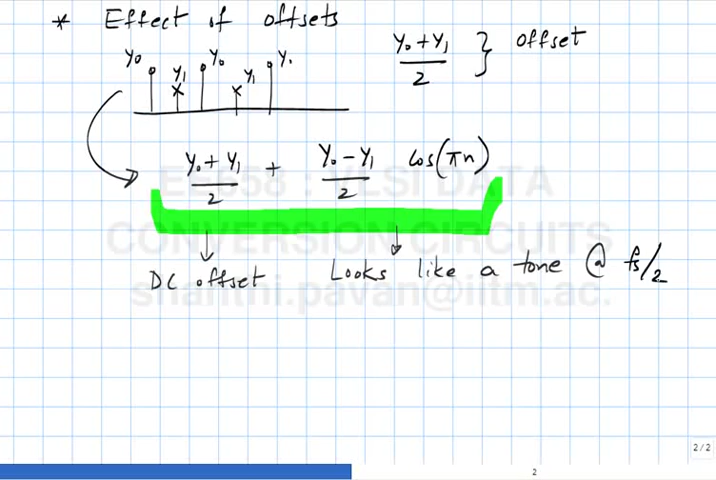 * Effect of offsets
y₀ y₁ y₀ y₁ y₀
(y₀ + y₁)/2 } offset
(y₀ + y₁)/2 + (y₀ − y₁)/2 cos(πn)
EE658 : VLSI DATA
CONVERSION CIRCUITS
DC offset Looks like a tone @ fs/2
shanthi.pavan@iitm.ac.
2/2
2